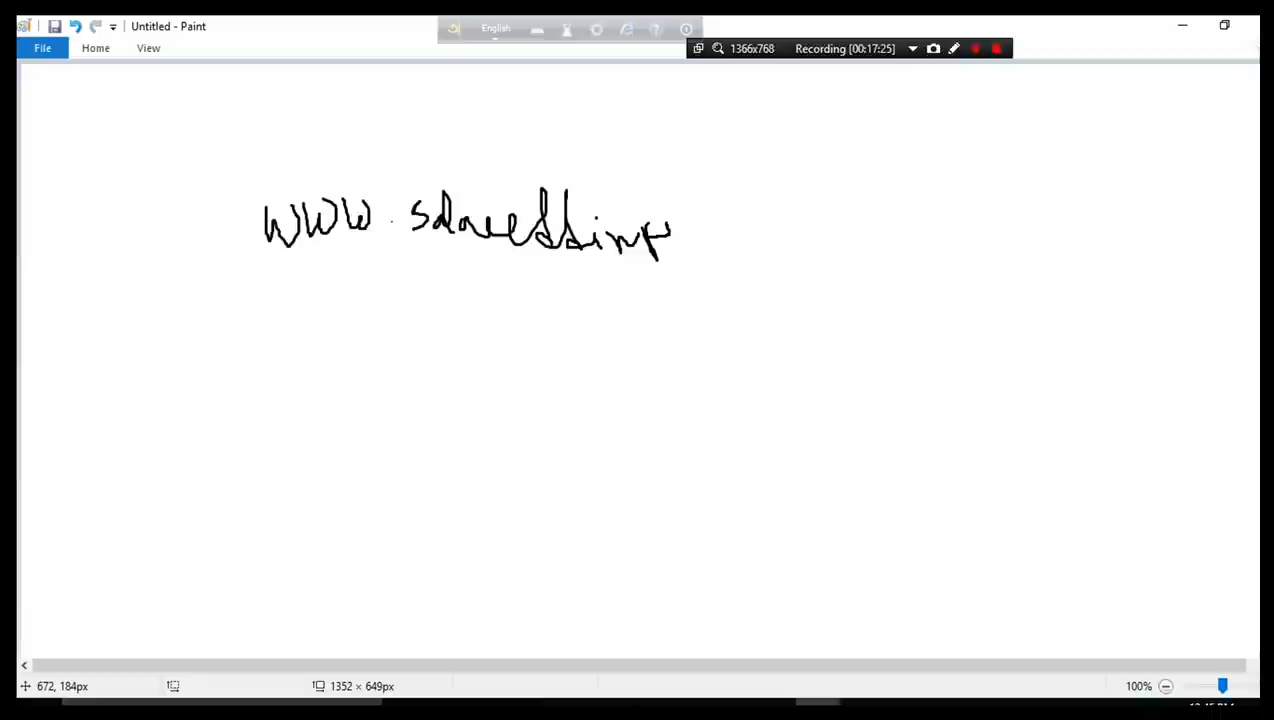 Untitled - Paint
English
File Home View
1366x768 Recording [00:17:25]
www.
672, 184px
1352 × 649px
100%